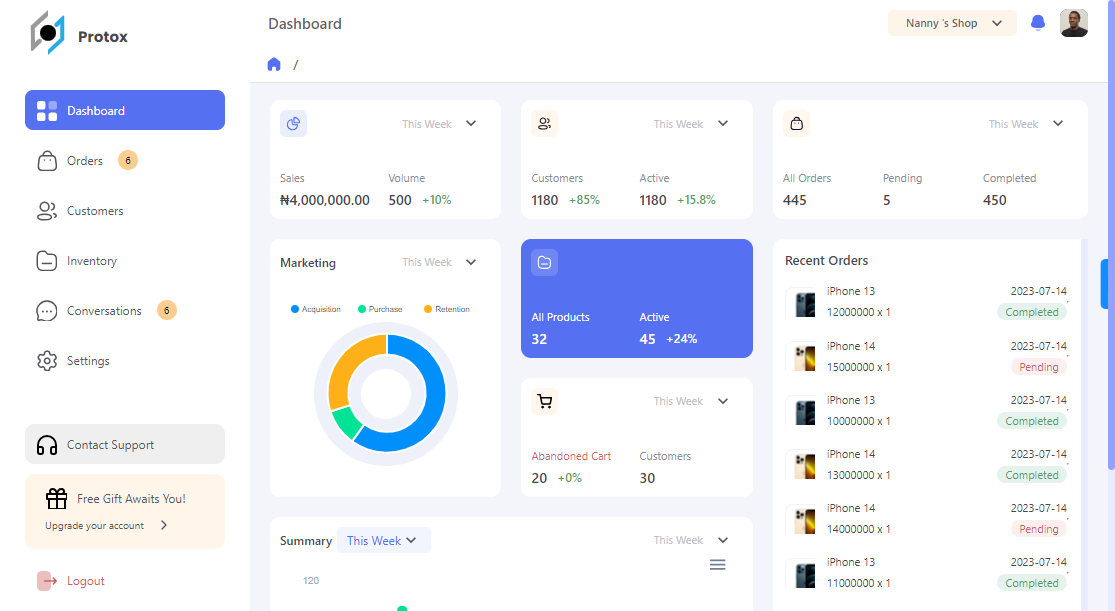 Protox
Dashboard
Orders 6
Customers
Inventory
Conversations 6
Settings
Contact Support
Free Gift Awaits You!
Upgrade your account
Logout
Dashboard
Nanny 's Shop
/
This Week
Sales Volume
₦4,000,000.00 500 +10%
This Week
Customers Active
1180 +85% 1180 +15.8%
This Week
All Orders Pending Completed
445 5 450
Marketing This Week
Acquisition Purchase Retention
All Products Active
32 45 +24%
This Week
Abandoned Cart Customers
20 +0% 30
Recent Orders
iPhone 13 2023-07-14
12000000 x 1 Completed
iPhone 14 2023-07-14
15000000 x 1 Pending
iPhone 13 2023-07-14
10000000 x 1 Completed
iPhone 14 2023-07-14
13000000 x 1 Completed
iPhone 14 2023-07-14
14000000 x 1 Pending
iPhone 13 2023-07-14
11000000 x 1 Completed
Summary This Week This Week
120